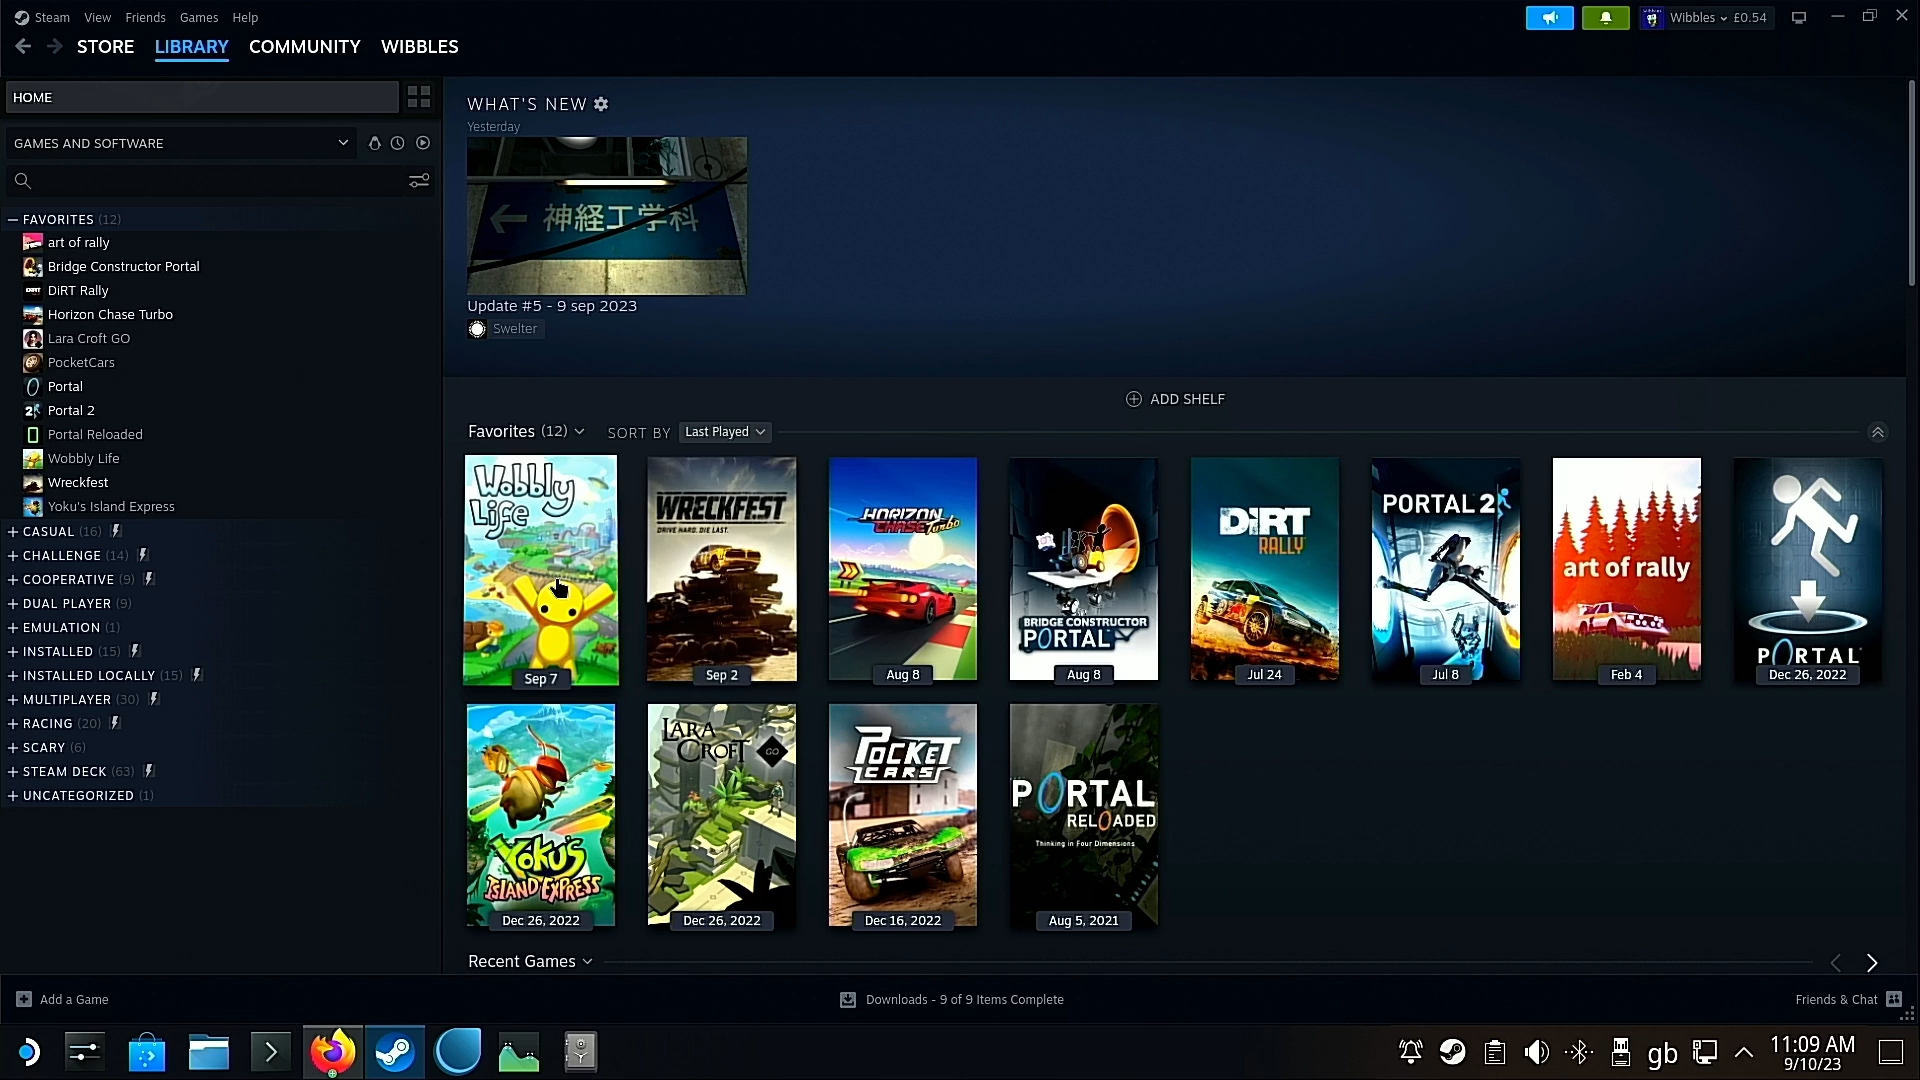 Steam View Friends Games Help
Wibbles £0.54
STORE LIBRARY COMMUNITY WIBBLES
HOME
GAMES AND SOFTWARE
FAVORITES (12)
art of rally
Bridge Constructor Portal
DiRT Rally
Horizon Chase Turbo
Lara Croft GO
PocketCars
Portal
Portal 2
Portal Reloaded
Wobbly Life
Wreckfest
Yoku's Island Express
CASUAL (16)
CHALLENGE (14)
COOPERATIVE (9)
DUAL PLAYER (9)
EMULATION (1)
INSTALLED (15)
INSTALLED LOCALLY (15)
MULTIPLAYER (30)
RACING (20)
SCARY (6)
STEAM DECK (63)
UNCATEGORIZED (1)
WHAT'S NEW
Yesterday
神経工学科
Update #5 - 9 sep 2023
Swelter
ADD SHELF
Favorites (12) SORT BY Last Played
Wobbly
Life
Sep 7
WRECKFEST
DRIVE HARD. DIE LAST.
Sep 2
HORIZON
CHASE Turbo
Aug 8
BRIDGE CONSTRUCTOR
PORTAL
Aug 8
DiRT
RALLY
Jul 24
PORTAL 2
Jul 8
art of rally
Feb 4
PORTAL
Dec 26, 2022
YOKU'S
ISLAND EXPRESS
Dec 26, 2022
LARA
CROFT GO
Dec 26, 2022
POCKET
CARS
Dec 16, 2022
PORTAL
RELOADED
Thinking in Four Dimensions
Aug 5, 2021
Recent Games
Add a Game
Downloads - 9 of 9 Items Complete
Friends & Chat
gb
11:09 AM
9/10/23